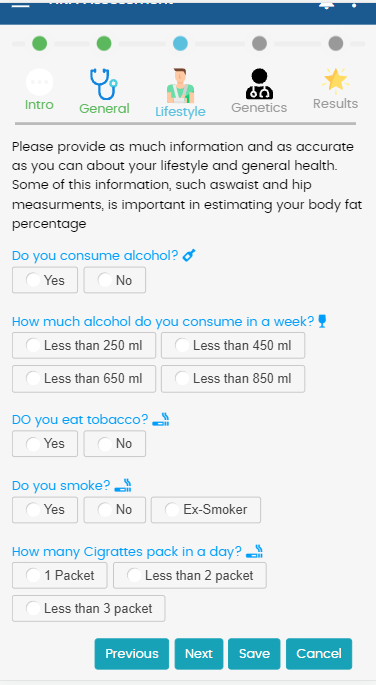 Intro
General
Lifestyle
Genetics
Results
Please provide as much information and as accurate
as you can about your lifestyle and general health.
Some of this information, such aswaist and hip
measurments, is important in estimating your body fat
percentage
Do you consume alcohol?
Yes No
How much alcohol do you consume in a week?
Less than 250 ml Less than 450 ml
Less than 650 ml Less than 850 ml
DO you eat tobacco?
Yes No
Do you smoke?
Yes No Ex-Smoker
How many Cigrattes pack in a day?
1 Packet Less than 2 packet
Less than 3 packet
Previous Next Save Cancel